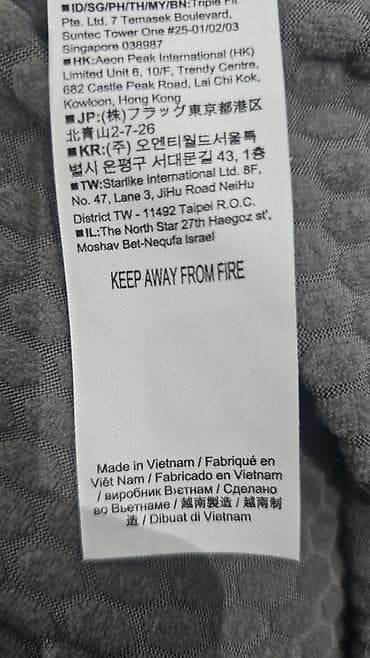 ■ID/SG/PH/TH/MY/BN:Triple Pit
Pte. Ltd. 7 Temasek Boulevard,
Suntec Tower One #25-01/02/03
Singapore 038987
■HK:Aeon Peak International (HK)
Limited Unit 6, 10/F, Trendy Centre,
682 Castle Peak Road, Lai Chi Kok,
Kowloon, Hong Kong
■JP:(株)フラッグ東京都港区
北青山2-7-26
■KR:(주) 오엔티월드서울특
별시 은평구 서대문길 43, 1층
■TW:Starlike International Ltd. 8F,
No. 47, Lane 3, JiHu Road NeiHu
District TW - 11492 Taipei R.O.C.
■IL:The North Star 27th Haegoz st',
Moshav Bet-Nequfa Israel
KEEP AWAY FROM FIRE
Made in Vietnam / Fabriqué en
Viêt Nam / Fabricado en Vietnam
/ виробник Вʼєтнам / Сделано
во Вьетнаме / 越南製造 / 越南制
造 / Dibuat di Vietnam